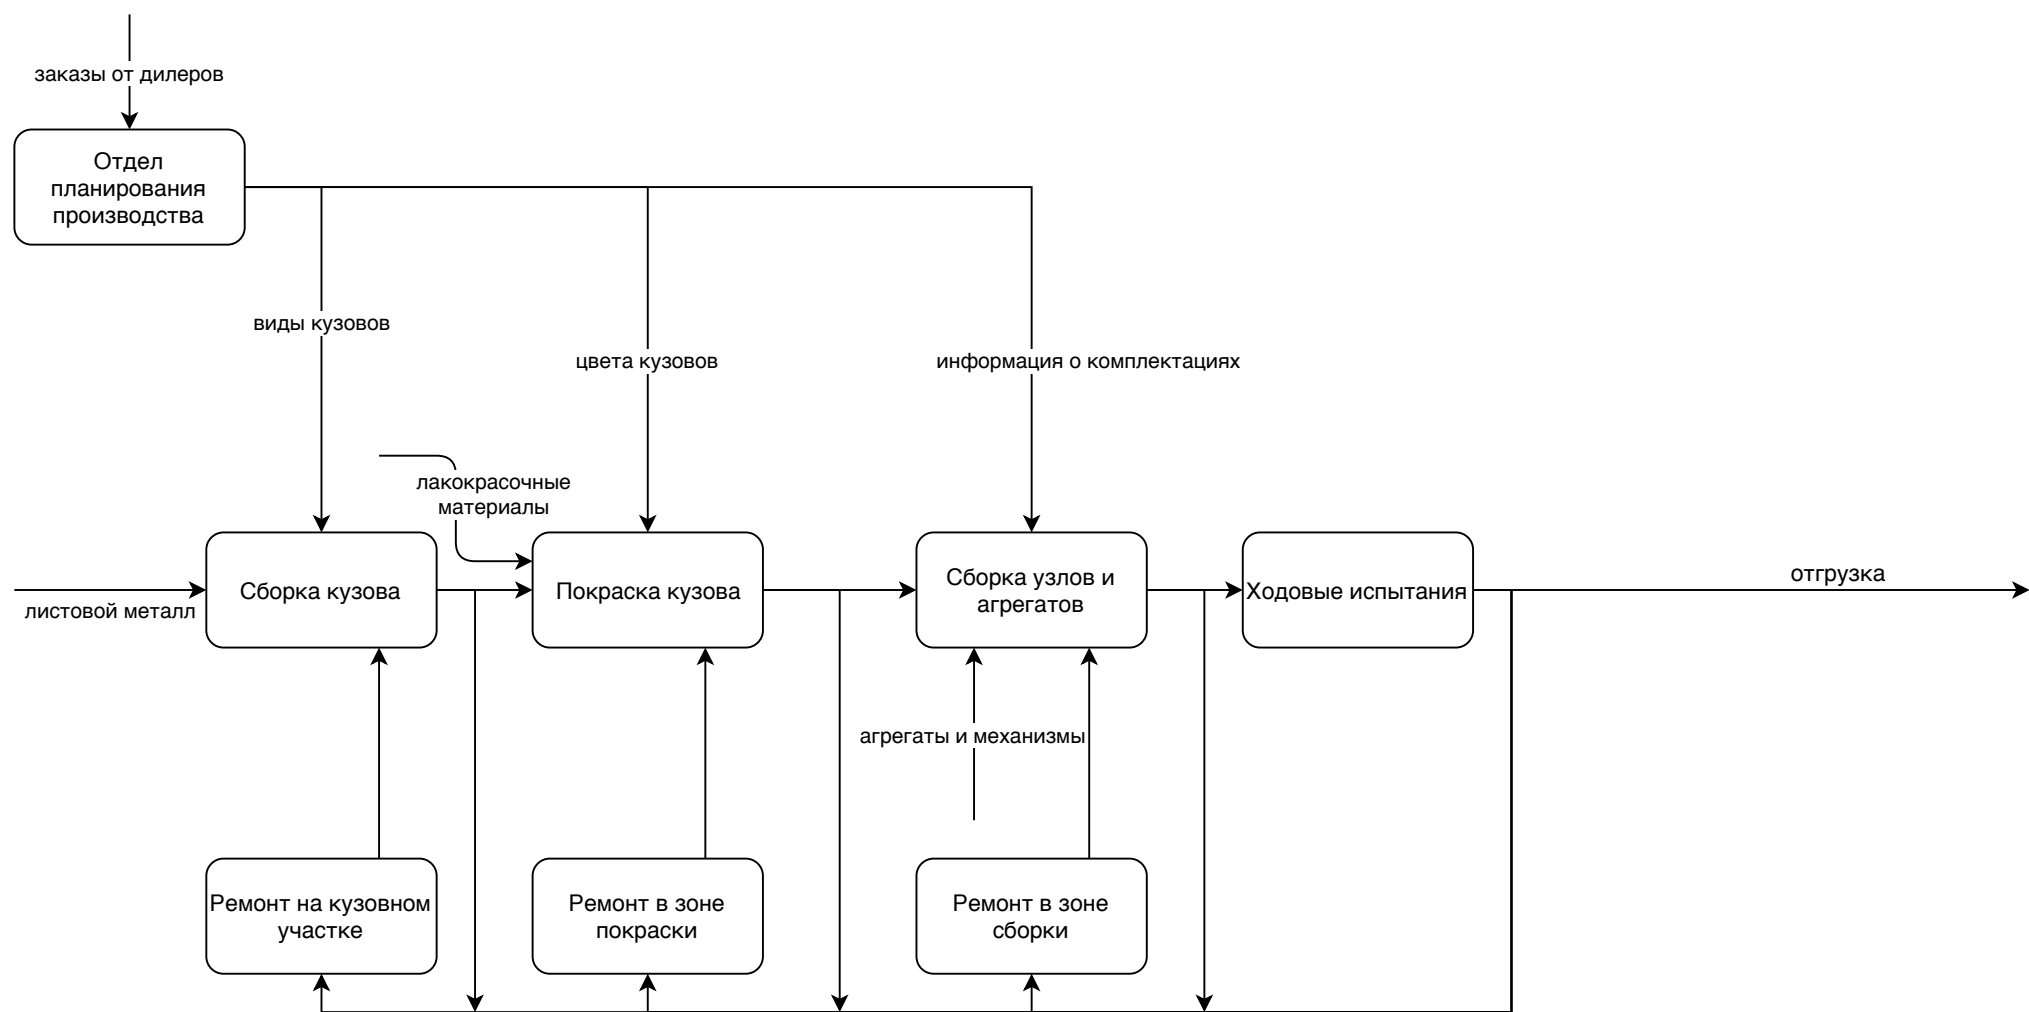 заказы от дилеров
Отдел
планирования
производства
виды кузовов
цвета кузовов
информация о комплектациях
лакокрасочные
материалы
листовой металл
Сборка кузова
Покраска кузова
Сборка узлов и
агрегатов
Ходовые испытания
отгрузка
агрегаты и механизмы
Ремонт на кузовном
участке
Ремонт в зоне
покраски
Ремонт в зоне
сборки